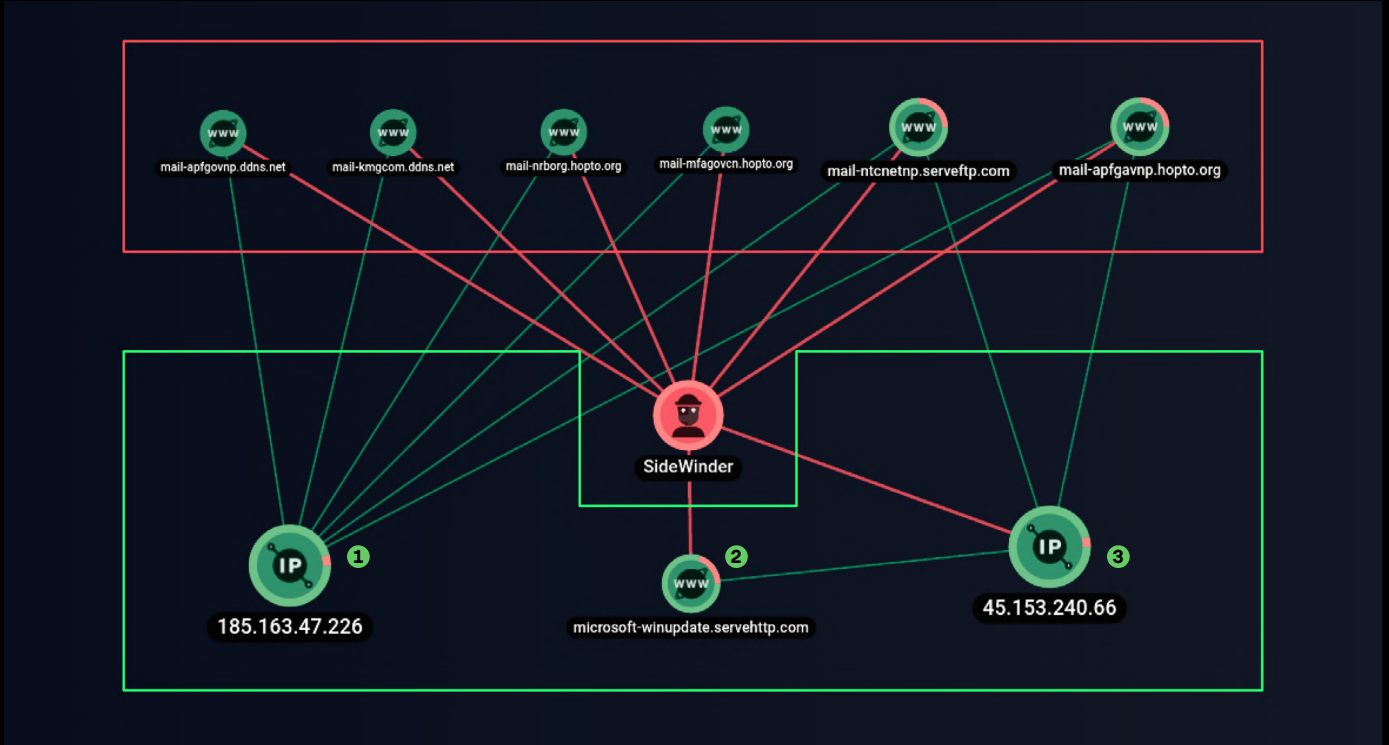 www
www
www
www
www
www
mail-apfgovnp.ddns.net
mail-kmgcom.ddns.net
mail-nrborg.hopto.org
mail-mfagovcn.hopto.org
mail-ntcnetnp.serveftp.com
mail-apfgavnp.hopto.org
SideWinder
IP
1
185.163.47.226
www
2
microsoft-winupdate.servehttp.com
IP
3
45.153.240.66